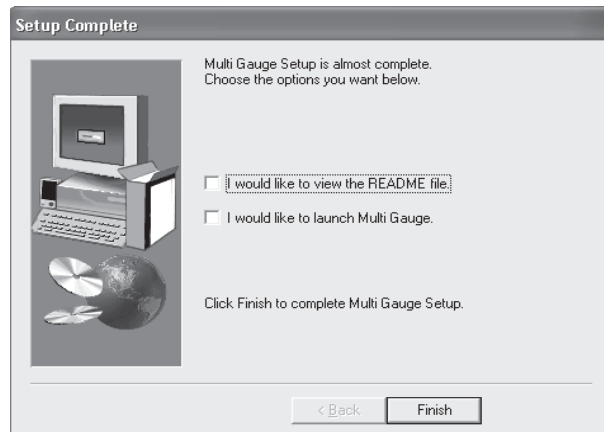 Setup Complete
Multi Gauge Setup is almost complete.
Choose the options you want below.
I would like to view the README file.
I would like to launch Multi Gauge.
Click Finish to complete Multi Gauge Setup.
< Back
Finish